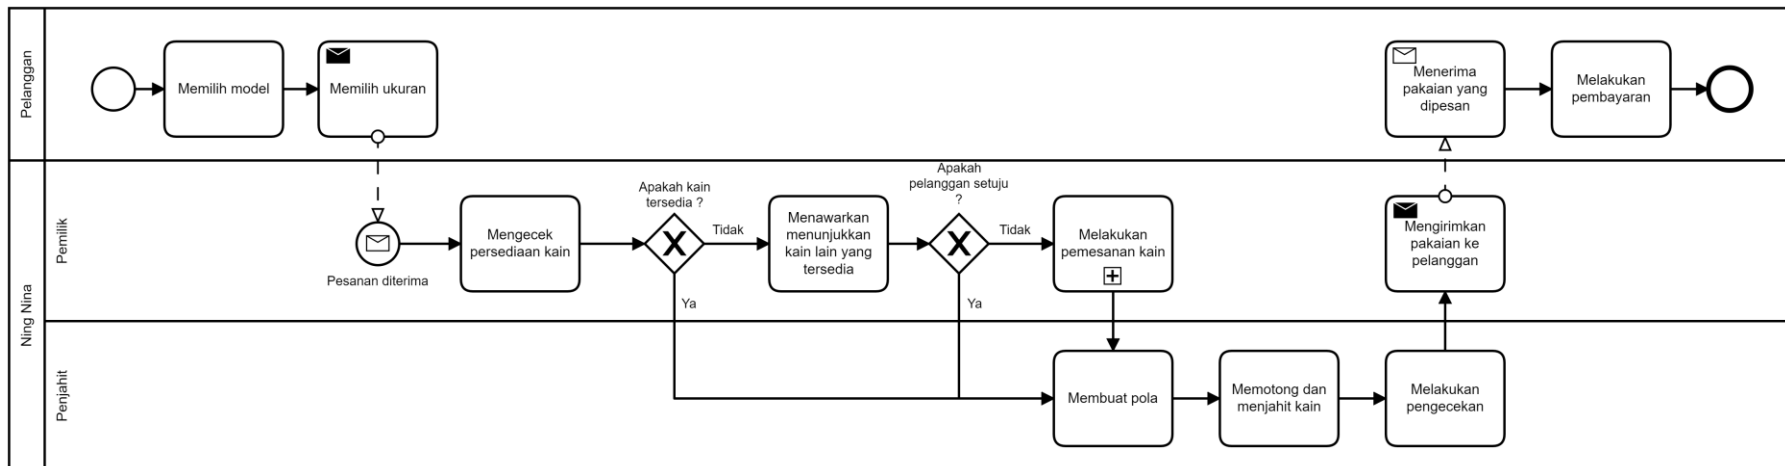 Pelanggan
Memilih model
Memilih ukuran
Menerima
pakaian yang
dipesan
Melakukan
pembayaran
Ning Nina
Pemilik
Pesanan diterima
Mengecek
persediaan kain
Apakah kain
tersedia ?
Tidak
Ya
Menawarkan
menunjukkan
kain lain yang
tersedia
Apakah
pelanggan setuju
?
Tidak
Ya
Melakukan
pemesanan kain
Mengirimkan
pakaian ke
pelanggan
Penjahit
Membuat pola
Memotong dan
menjahit kain
Melakukan
pengecekan